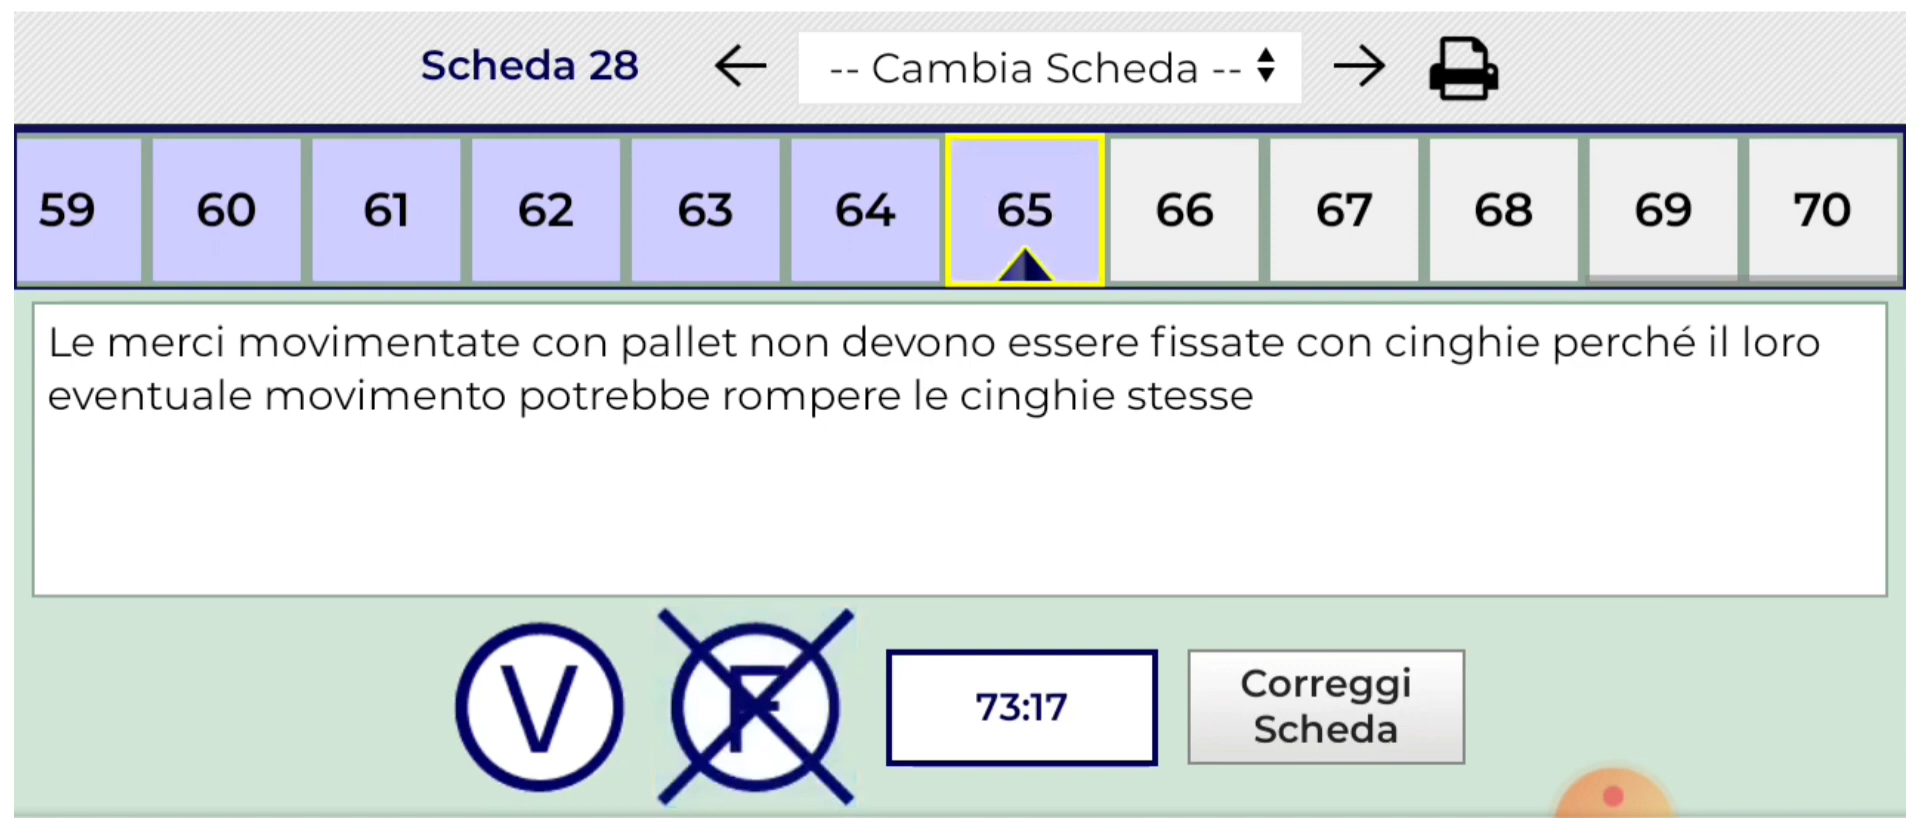 Scheda 28 -- Cambia Scheda --
59 60 61 62 63 64 65 66 67 68 69 70
Le merci movimentate con pallet non devono essere fissate con cinghie perché il loro
eventuale movimento potrebbe rompere le cinghie stesse
V F 73:17 Correggi
Scheda